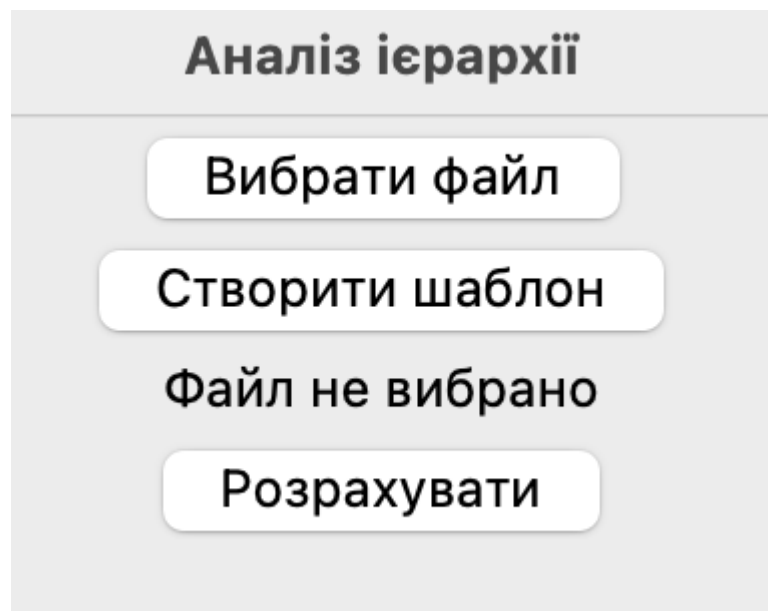 Аналіз ієрархії
Вибрати файл
Створити шаблон
Файл не вибрано
Розрахувати